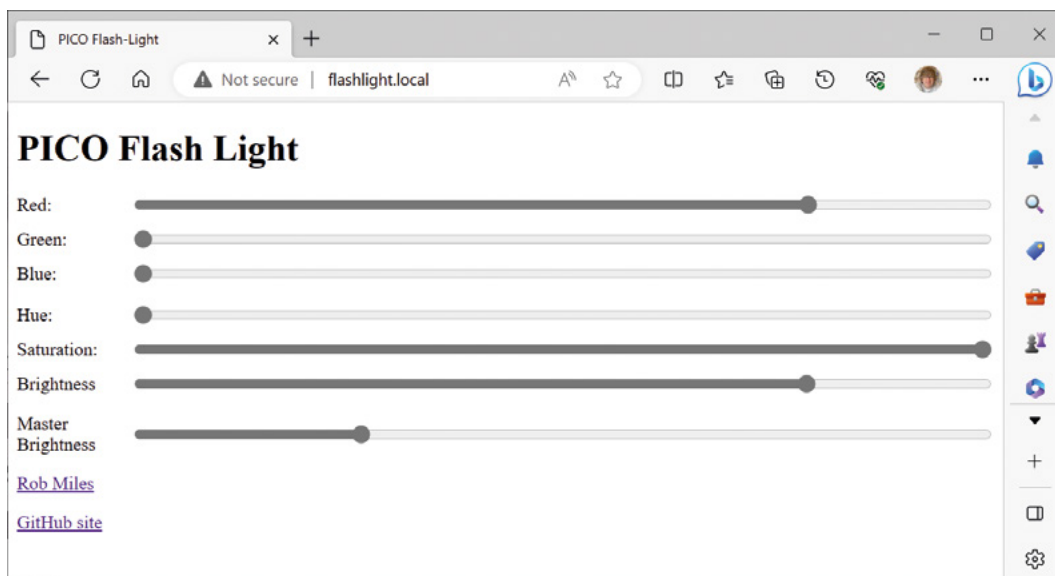 PICO Flash-Light
Not secure | flashlight.local
PICO Flash Light
Red:
Green:
Blue:
Hue:
Saturation:
Brightness
Master
Brightness
Rob Miles
GitHub site